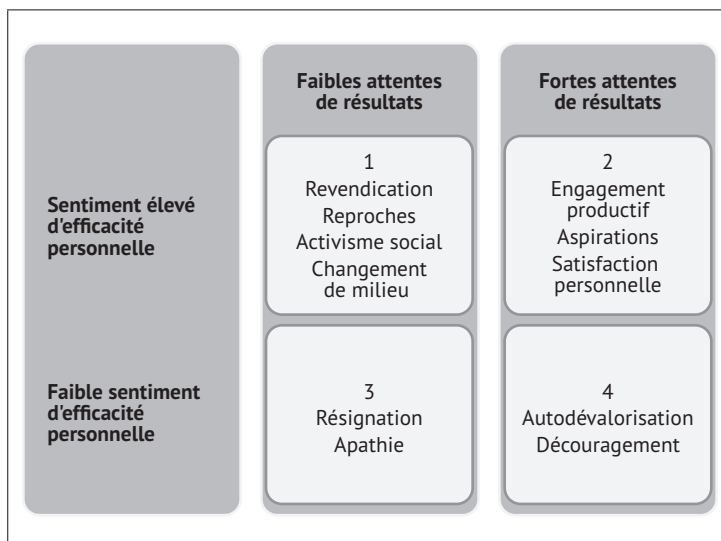 Faibles attentes
de résultats
Fortes attentes
de résultats
Sentiment élevé
d'efficacité
personnelle
1
Revendication
Reproches
Activisme social
Changement
de milieu
2
Engagement
productif
Aspirations
Satisfaction
personnelle
Faible sentiment
d'efficacité
personnelle
3
Résignation
Apathie
4
Autodévalorisation
Découragement